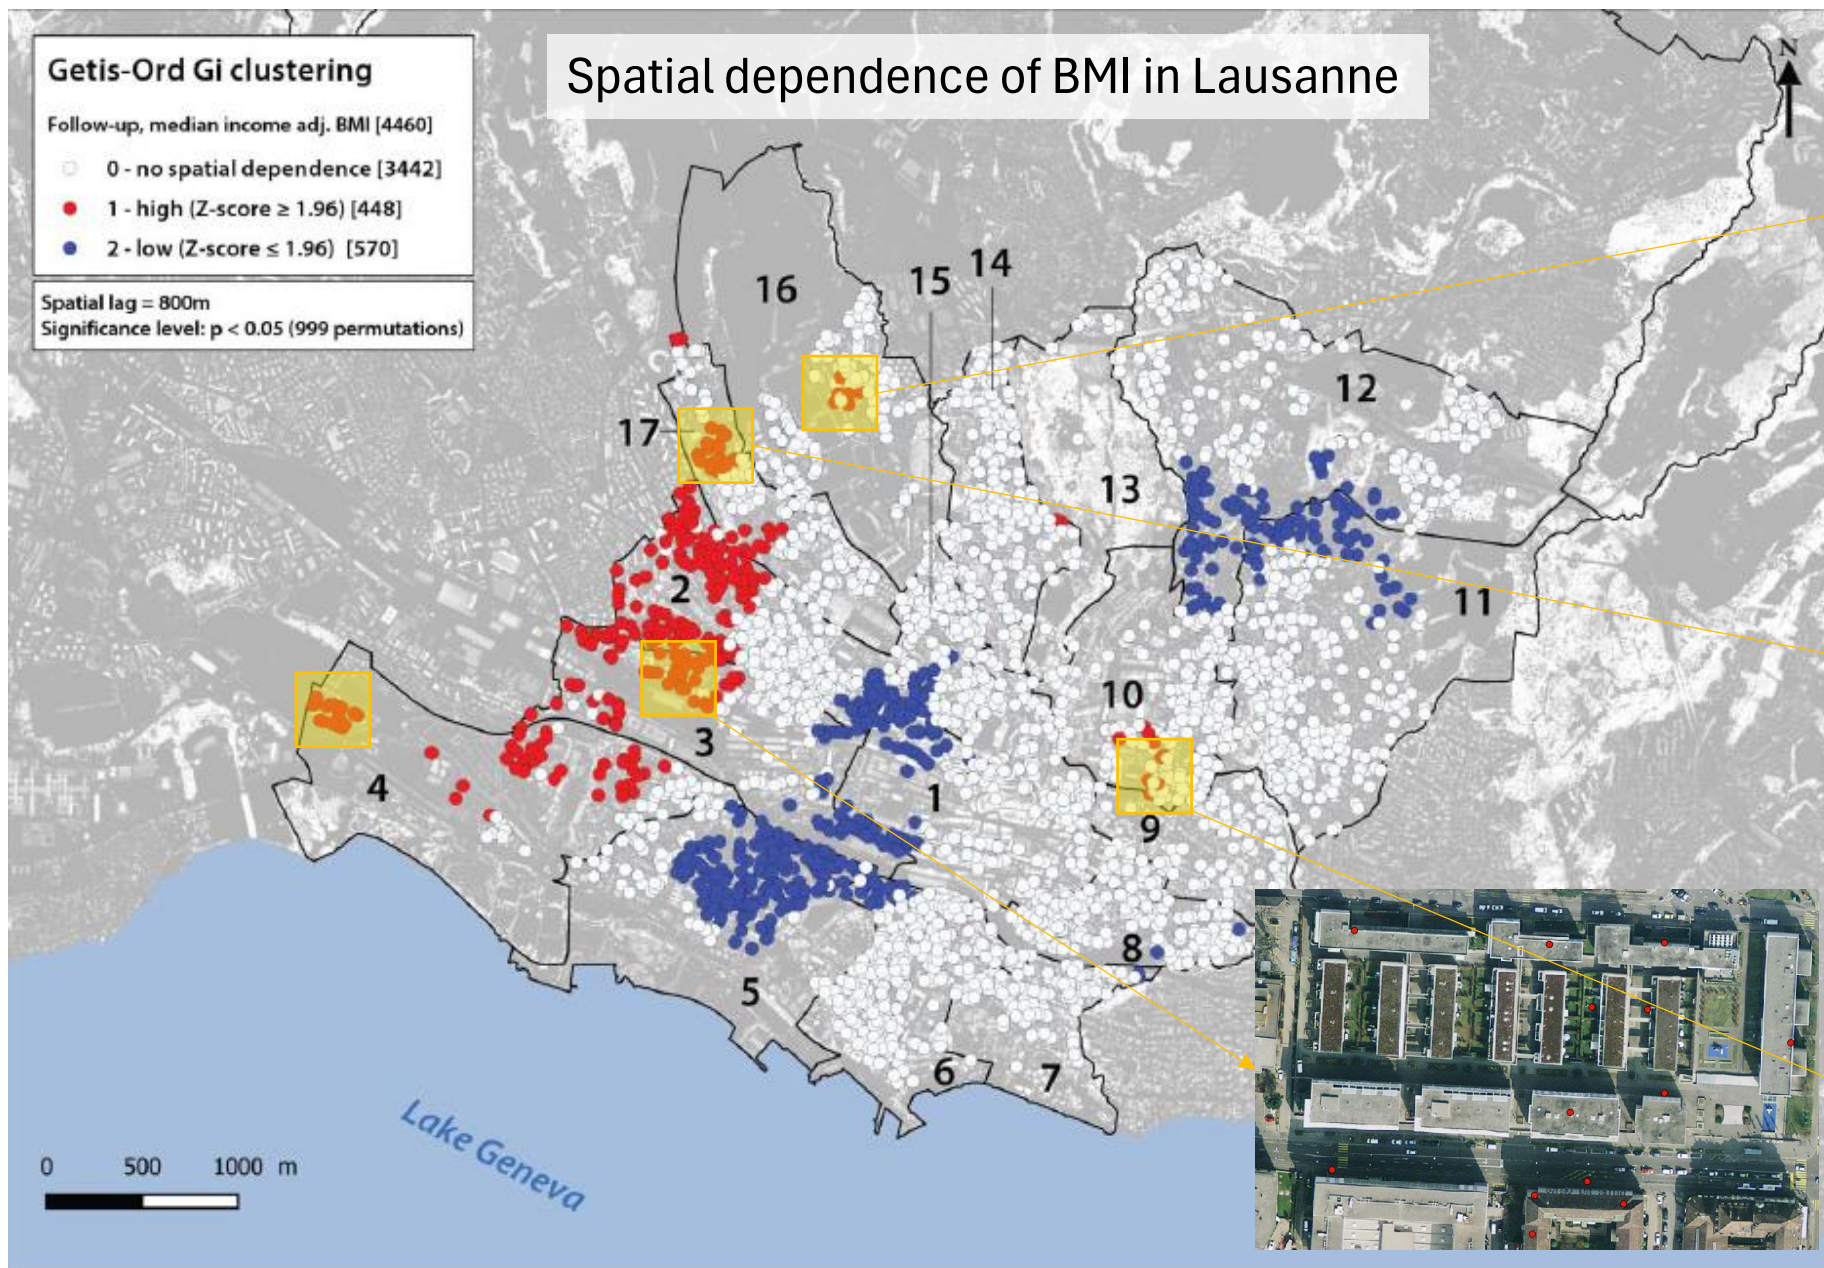 Spatial dependence of BMI in Lausanne
Getis-Ord Gi clustering
Follow-up, median income adj. BMI [4460]
0 - no spatial dependence [3442]
1 - high (Z-score ≥ 1.96) [448]
2 - low (Z-score ≤ 1.96) [570]
Spatial lag = 800m
Significance level: p < 0.05 (999 permutations)
N
16
15
14
12
17
13
2
11
10
3
4
1
9
8
5
6
7
Lake Geneva
0 500 1000 m